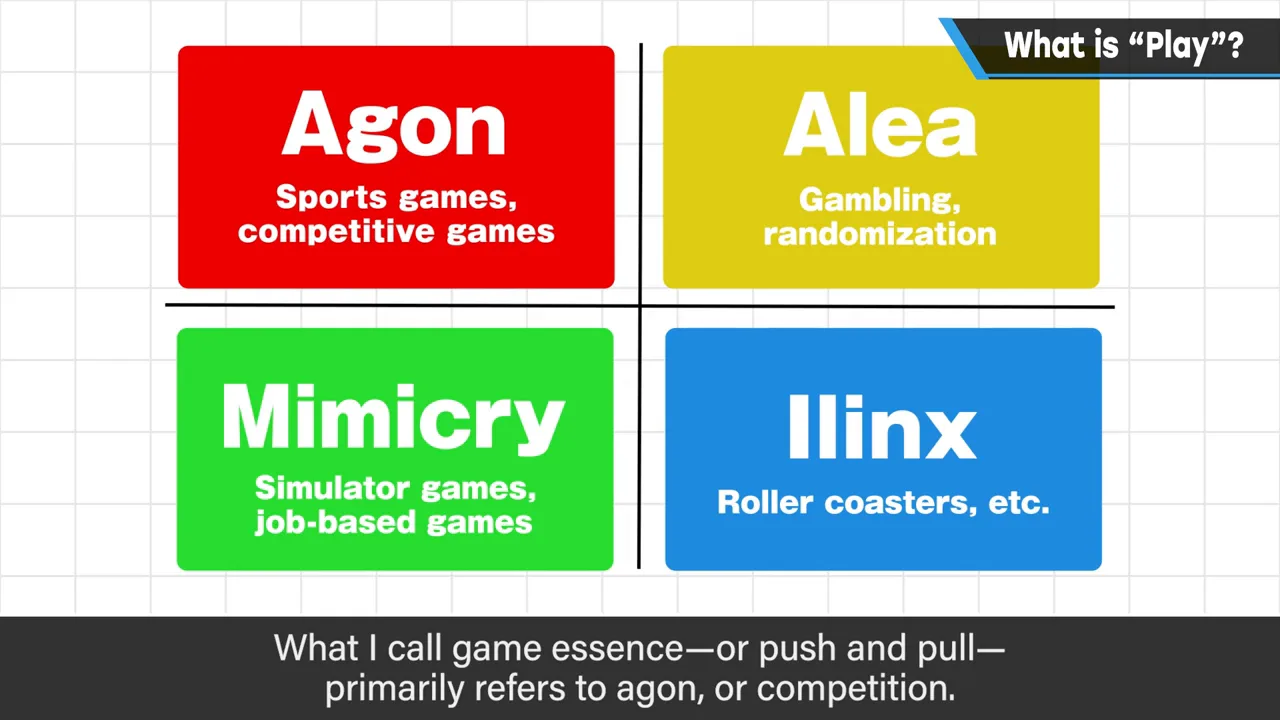 What is “Play”?
Agon
Sports games,
competitive games
Alea
Gambling,
randomization
Mimicry
Simulator games,
job-based games
Ilinx
Roller coasters, etc.
What I call game essence—or push and pull—
primarily refers to agon, or competition.